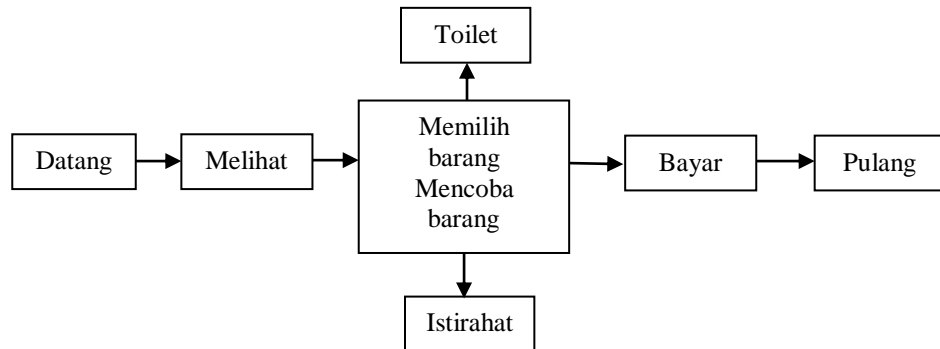 Toilet
Datang
Melihat
Memilih
barang
Mencoba
barang
Bayar
Pulang
Istirahat